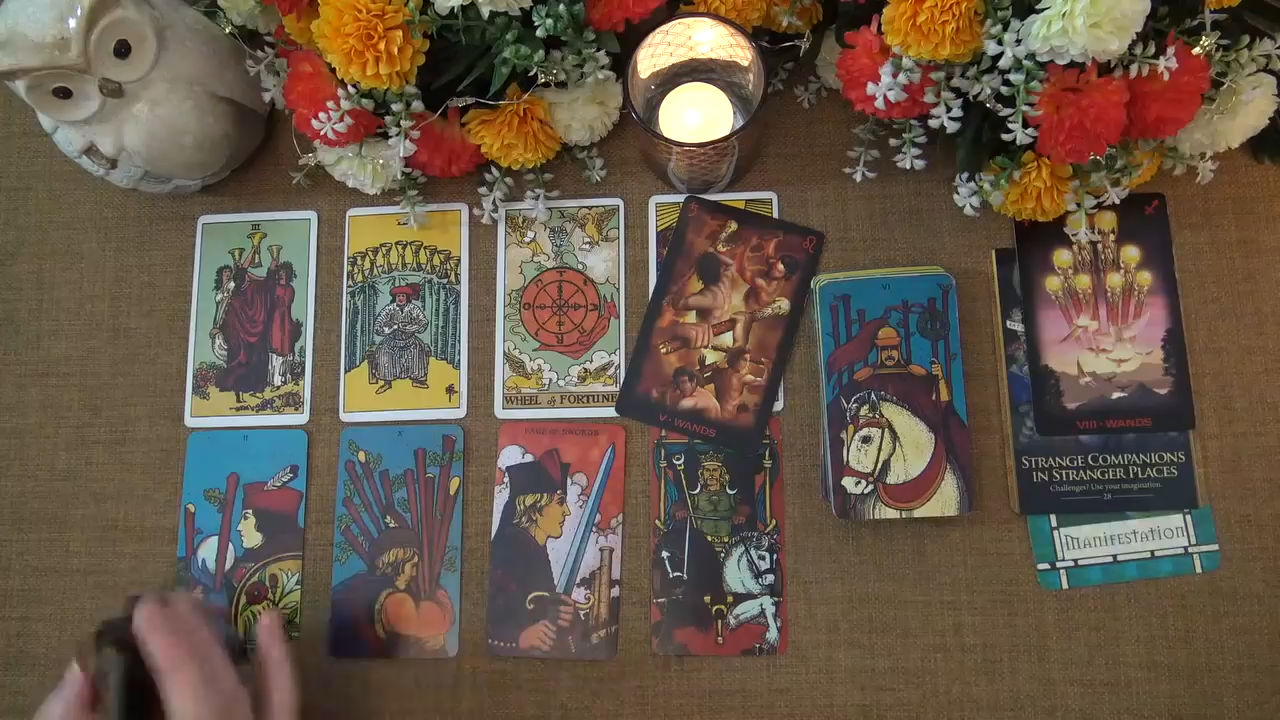 III
X
WHEEL of FORTUNE
V • WANDS
VI
VIII • WANDS
STRANGE COMPANIONS
IN STRANGER PLACES
Challenges? Use your imagination.
28
MANIFESTATION
II
X
PAGE OF SWORDS